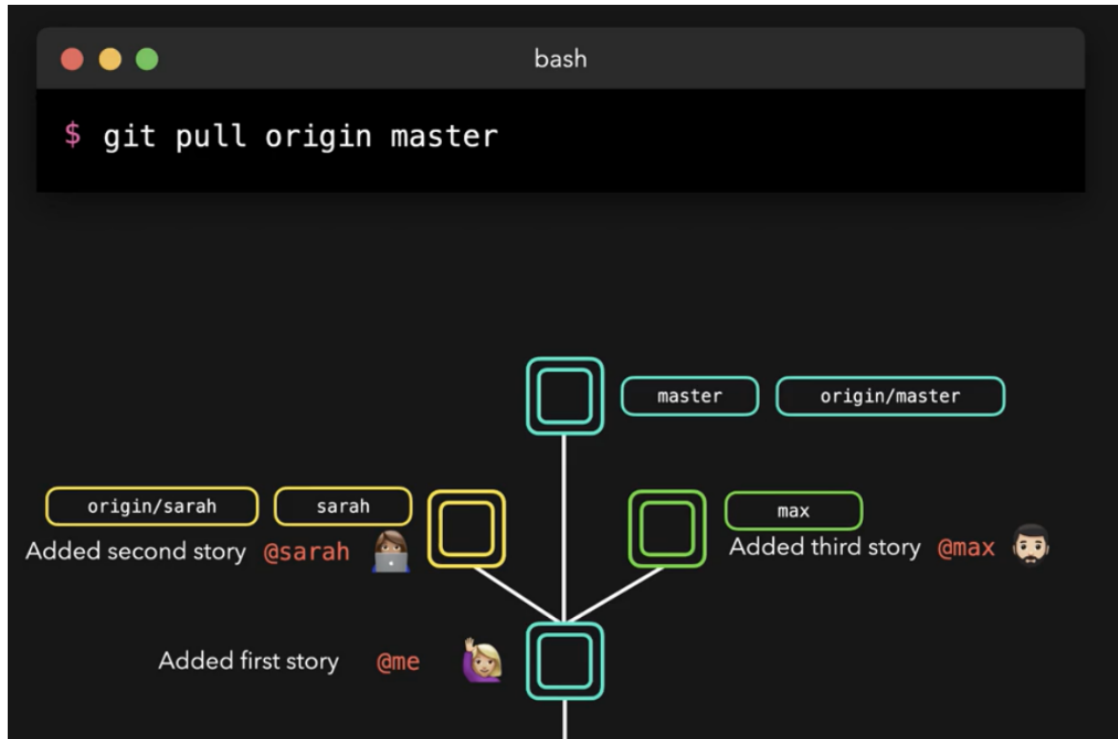 bash
$ git pull origin master
master origin/master
origin/sarah sarah
max
Added second story @sarah
Added third story @max
Added first story @me